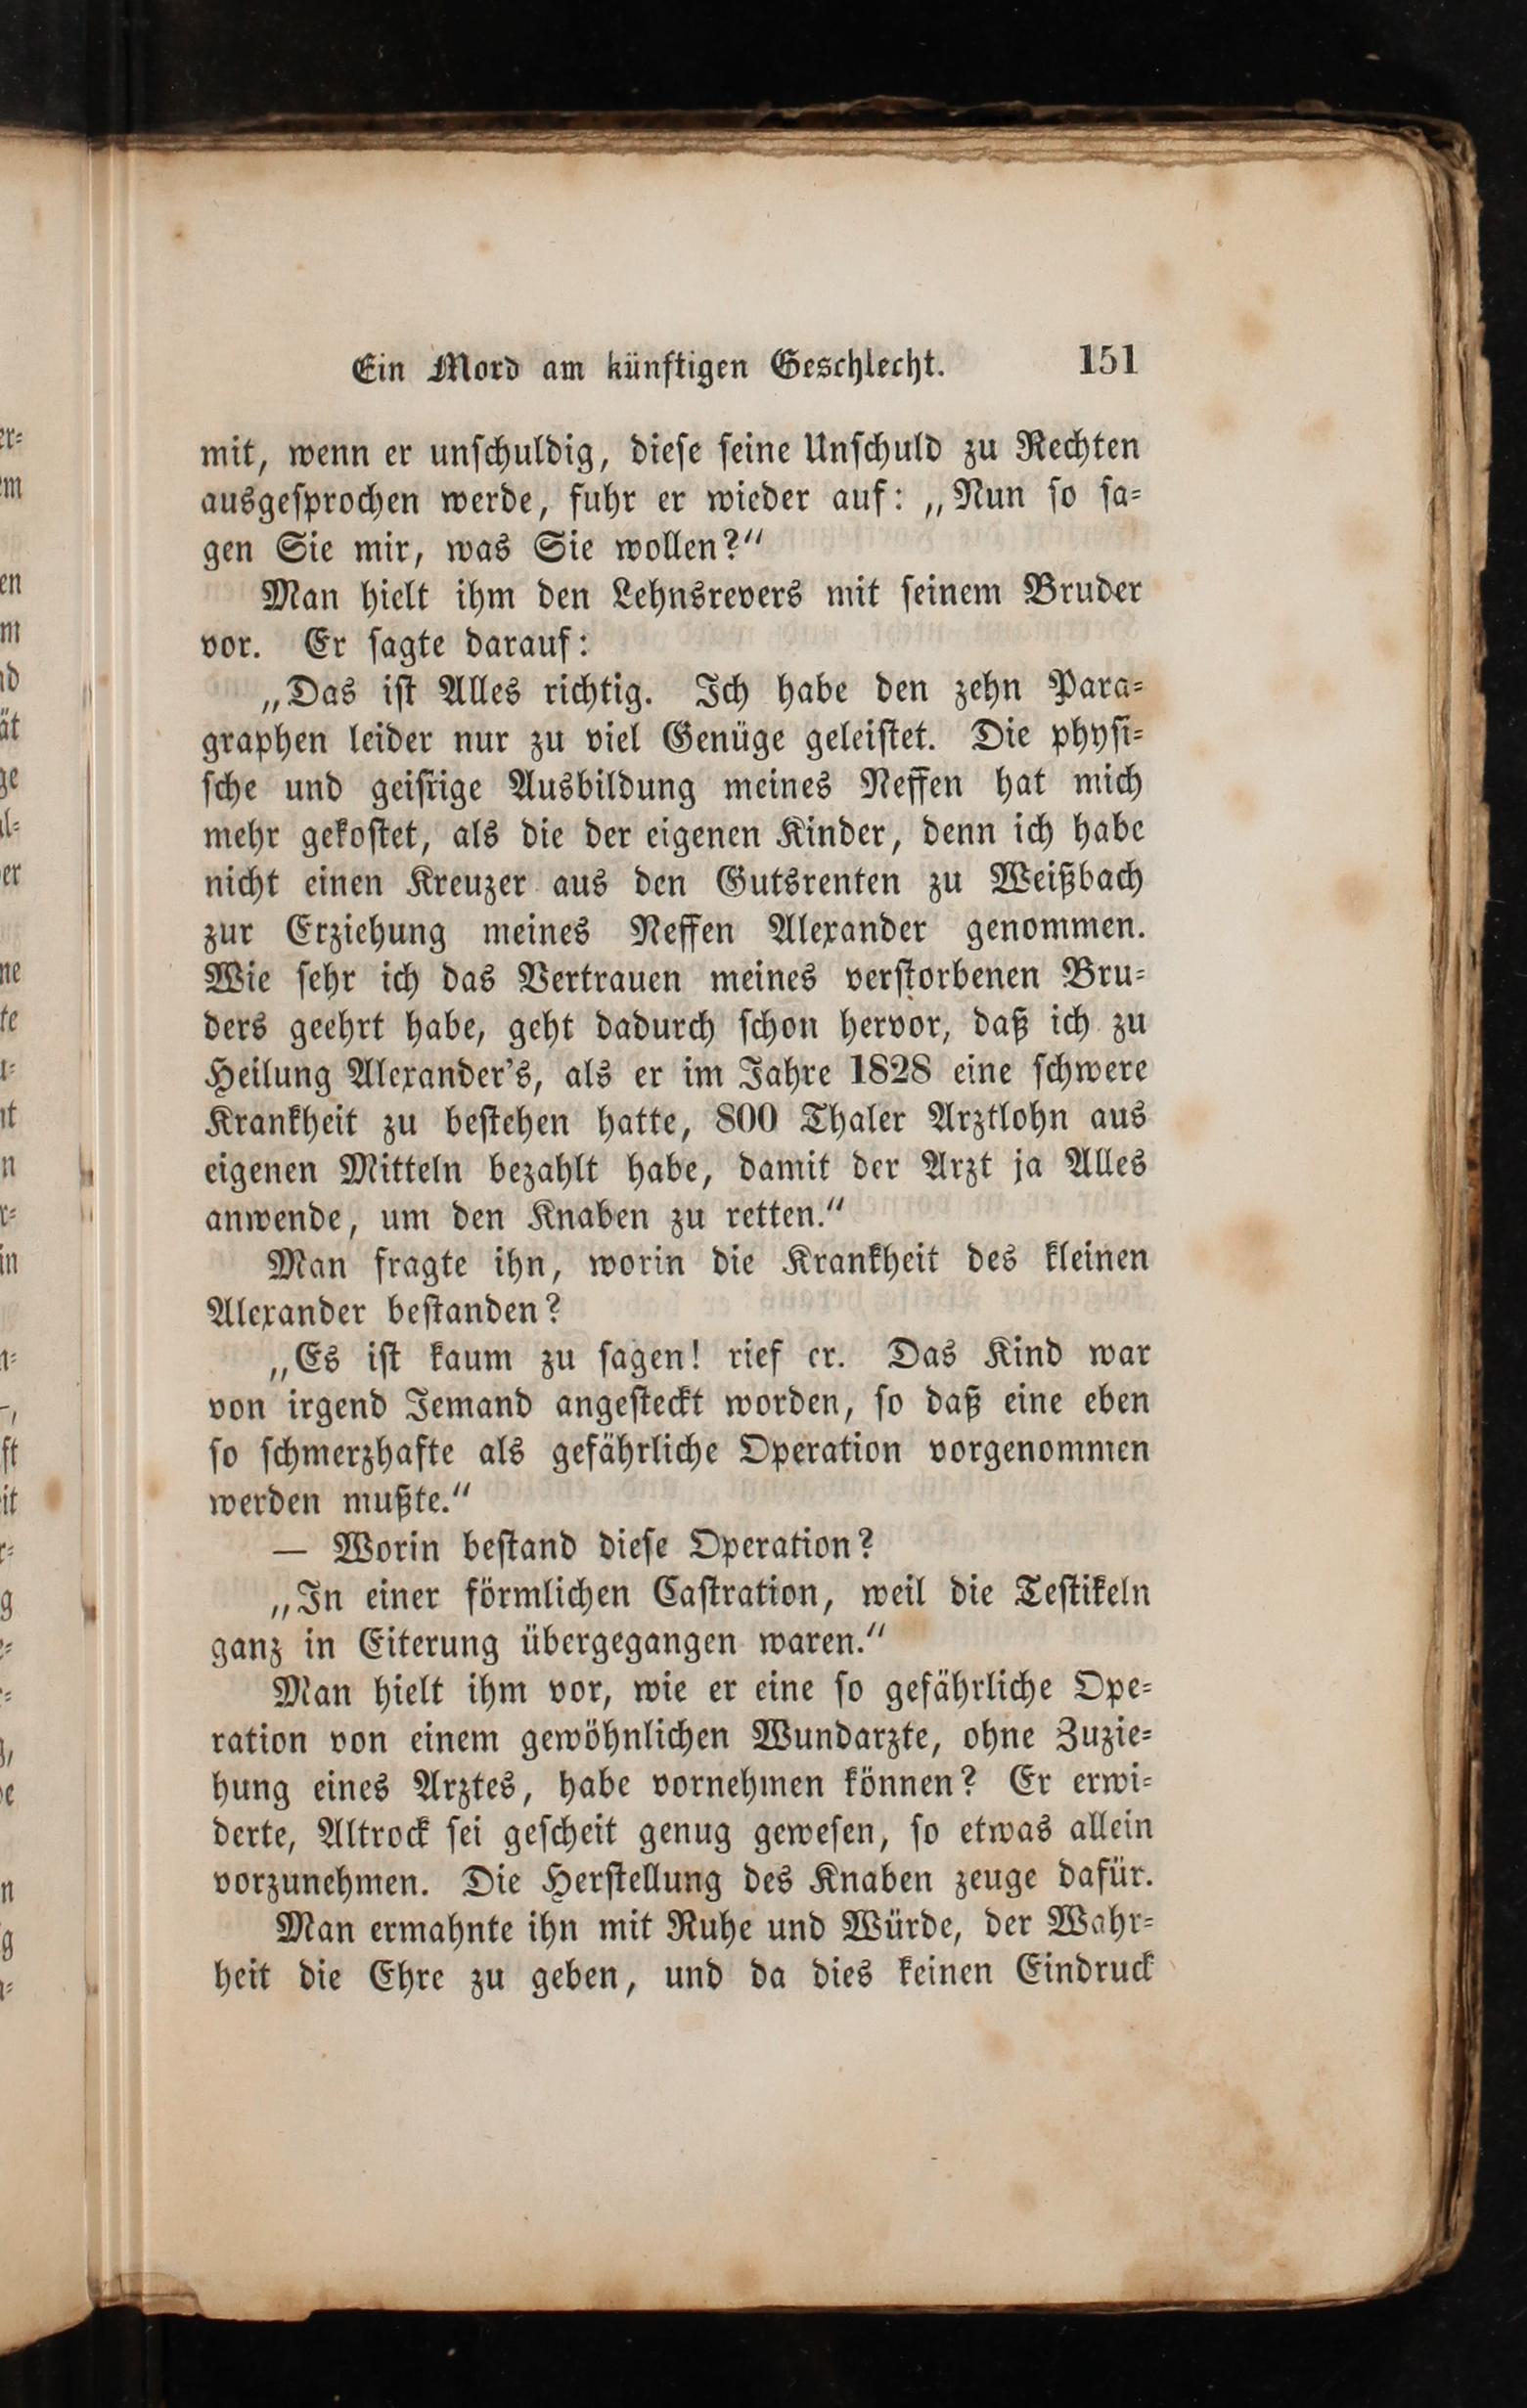 Ein Mord am künftigen Geschlecht. 151
mit, wenn er unſchuldig, dieſe ſeine Unſchuld zu Rechten
ausgeſprochen werde, fuhr er wieder auf: „Nun ſo ſa=
gen Sie mir, was Sie wollen?“
Man hielt ihm den Lehnsrevers mit ſeinem Bruder
vor. Er ſagte darauf:
„Das iſt Alles richtig. Ich habe den zehn Para=
graphen leider nur zu viel Genüge geleiſtet. Die phyſi=
ſche und geiſtige Ausbildung meines Neffen hat mich
mehr gekoſtet, als die der eigenen Kinder, denn ich habe
nicht einen Kreuzer aus den Gutsrenten zu Weißbach
zur Erziehung meines Neffen Alexander genommen.
Wie ſehr ich das Vertrauen meines verſtorbenen Bru=
ders geehrt habe, geht dadurch ſchon hervor, daß ich zu
Heilung Alexander's, als er im Jahre 1828 eine ſchwere
Krankheit zu beſtehen hatte, 800 Thaler Arztlohn aus
eigenen Mitteln bezahlt habe, damit der Arzt ja Alles
anwende, um den Knaben zu retten.“
Man fragte ihn, worin die Krankheit des kleinen
Alexander beſtanden?
„Es iſt kaum zu ſagen! rief er. Das Kind war
von irgend Jemand angeſteckt worden, ſo daß eine eben
ſo ſchmerzhafte als gefährliche Operation vorgenommen
werden mußte.“
— Worin beſtand dieſe Operation?
„In einer förmlichen Caſtration, weil die Teſtikeln
ganz in Eiterung übergegangen waren.“
Man hielt ihm vor, wie er eine ſo gefährliche Ope=
ration von einem gewöhnlichen Wundarzte, ohne Zuzie=
hung eines Arztes, habe vornehmen können? Er erwi=
derte, Altrock ſei geſcheit genug geweſen, ſo etwas allein
vorzunehmen. Die Herſtellung des Knaben zeuge dafür.
Man ermahnte ihn mit Ruhe und Würde, der Wahr=
heit die Ehre zu geben, und da dies keinen Eindruck